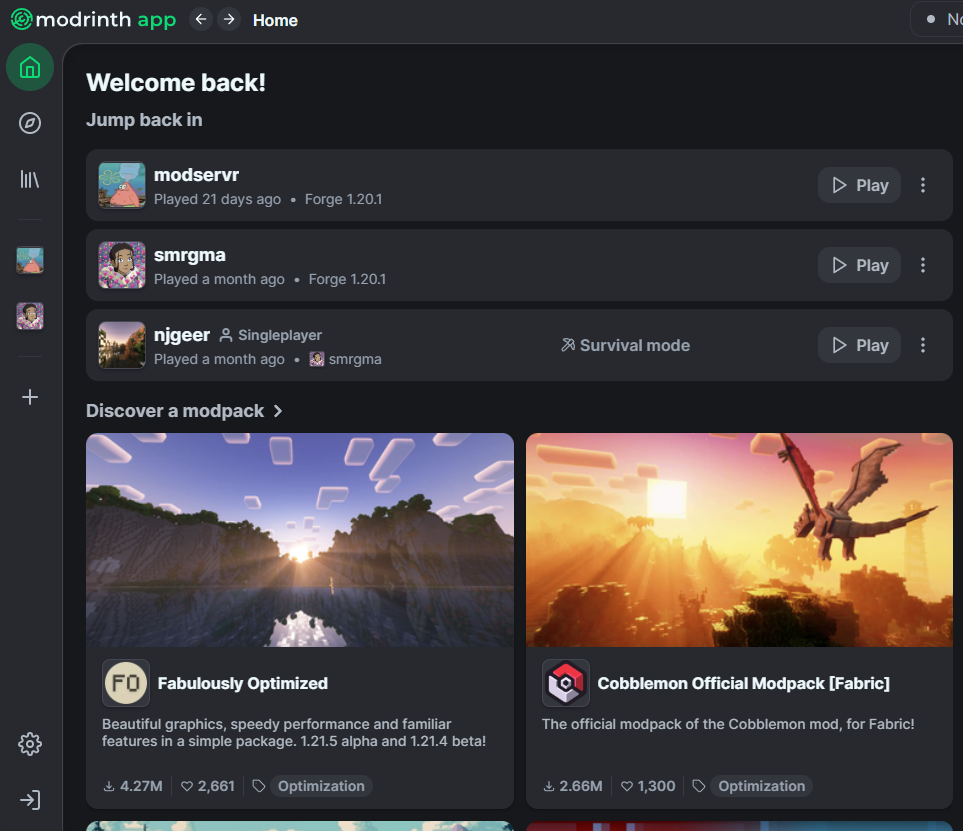 modrinth app
Home
No
Welcome back!
Jump back in
modservr
Played 21 days ago • Forge 1.20.1
Play
smrgma
Played a month ago • Forge 1.20.1
Play
njgeer Singleplayer
Played a month ago • smrgma
Survival mode
Play
Discover a modpack
FO
Fabulously Optimized
Beautiful graphics, speedy performance and familiar
features in a simple package. 1.21.5 alpha and 1.21.4 beta!
4.27M 2,661 Optimization
Cobblemon Official Modpack [Fabric]
The official modpack of the Cobblemon mod, for Fabric!
2.66M 1,300 Optimization